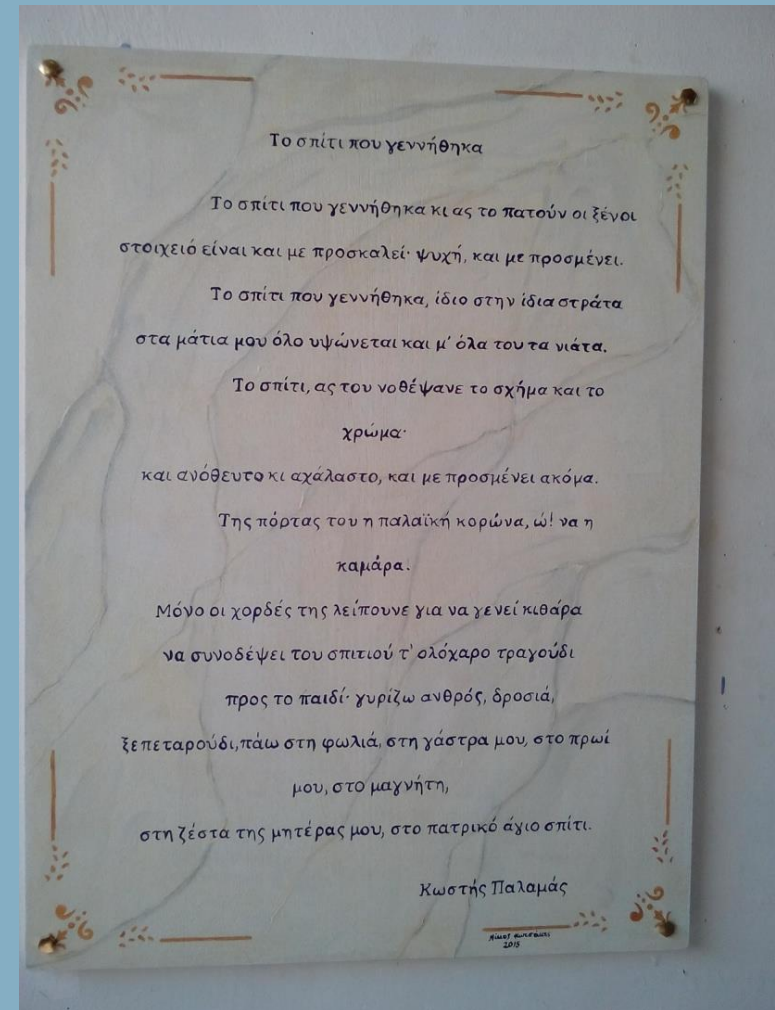 Το σπίτι που γεννήθηκα
Το σπίτι που γεννήθηκα κι ας το πατούν οι ξένοι
στοιχειό είναι και με προσκαλεί· ψυχή, και με προσμένει.
Το σπίτι που γεννήθηκα, ίδιο στην ίδια στράτα
στα μάτια μου όλο υψώνεται και μ' όλα του τα νιάτα.
Το σπίτι, ας του νοθέψανε το σχήμα και το
χρώμα·
και ανόθευτο κι αχάλαστο, και με προσμένει ακόμα.
Της πόρτας του η παλαϊκή κορώνα, ώ! να η
καμάρα.
Μόνο οι χορδές της λείπουνε για να γενεί κιθάρα
να συνοδέψει του σπιτιού τ' ολόχαρο τραγούδι
προς το παιδί· γυρίζω ανθρός, δροσιά,
ξεπεταρούδι,πάω στη φωλιά, στη γάστρα μου, στο πρωί
μου, στο μαγνήτη,
στη ζέστα της μητέρας μου, στο πατρικό άγιο σπίτι.
Κωστής Παλαμάς
2015